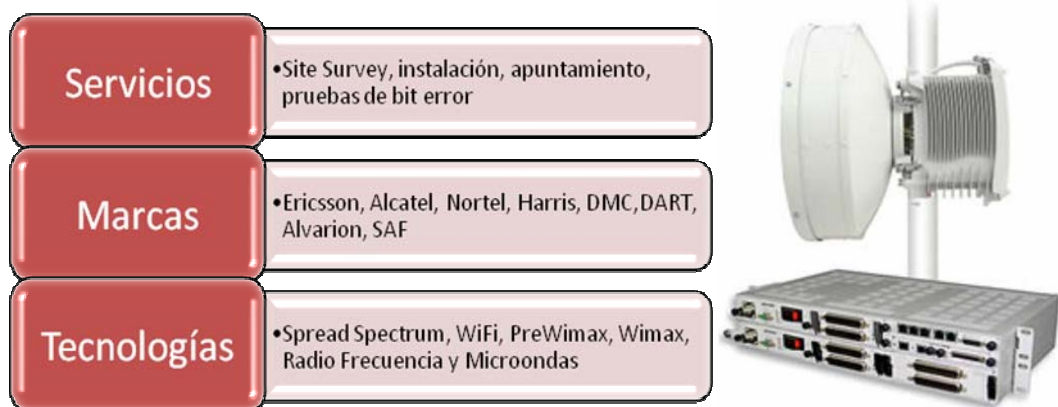 Servicios
•Site Survey, instalación, apuntamiento,
pruebas de bit error
Marcas
•Ericsson, Alcatel, Nortel, Harris, DMC,DART,
Alvarion, SAF
Tecnologías
•Spread Spectrum, WiFi, PreWimax, Wimax,
Radio Frecuencia y Microondas